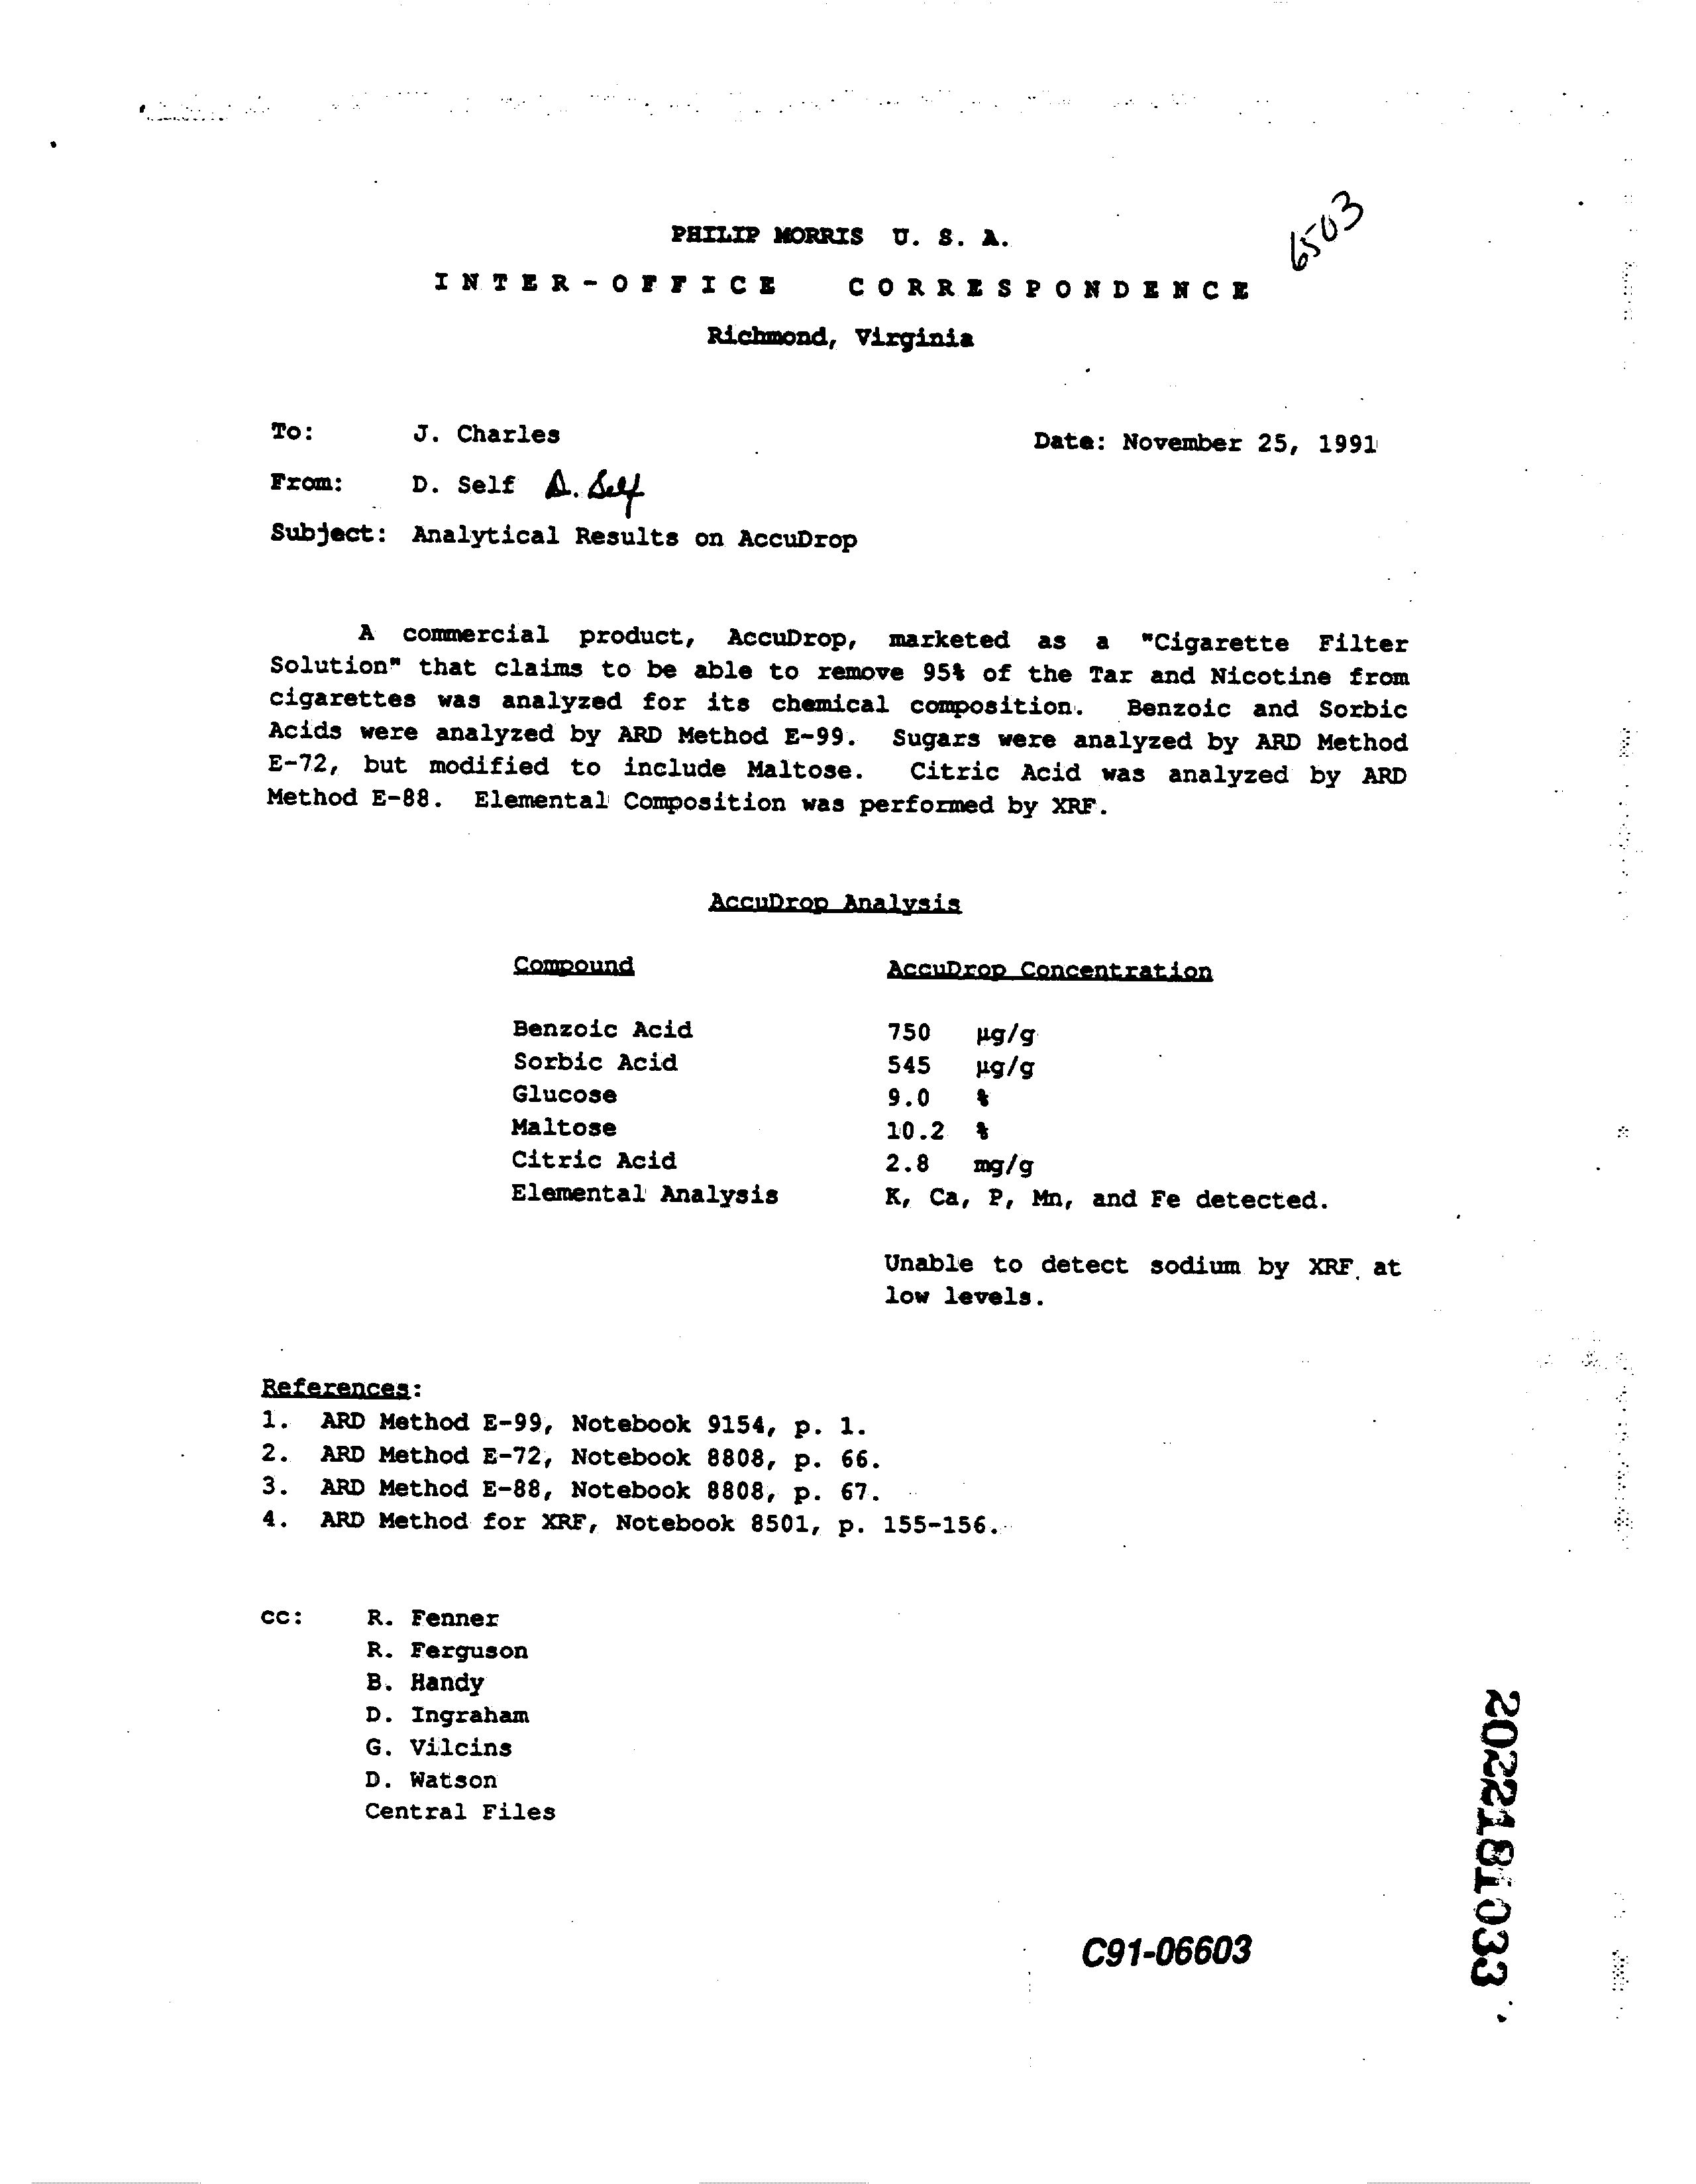 6503
PHILIP MORRIS U. S. A.
INTER-OFFICE CORRESPONDENCE
Richmond, Virginia
To: J. Charles Date: November 25, 1991
From: D. Self D. Self
Subject: Analytical Results on AccuDrop
A commercial product, AccuDrop, marketed as a "Cigarette Filter
Solution" that claims to be able to remove 95% of the Tar and Nicotine from
cigarettes was analyzed for its chemical composition. Benzoic and Sorbic
Acids were analyzed by ARD Method E-99. Sugars were analyzed by ARD Method
E-72, but modified to include Maltose. Citric Acid was analyzed by ARD
Method E-88. Elemental Composition was performed by XRF.
AccuDrop Analysis
Compound AccuDrop Concentration
Benzoic Acid 750 µg/g
Sorbic Acid 545 µg/g
Glucose 9.0 %
Maltose 10.2 %
Citric Acid 2.8 mg/g
Elemental Analysis K, Ca, P, Mn, and Fe detected.
Unable to detect sodium by XRF at
low levels.
References:
1. ARD Method E-99, Notebook 9154, p. 1.
2. ARD Method E-72, Notebook 8808, p. 66.
3. ARD Method E-88, Notebook 8808, p. 67.
4. ARD Method for XRF, Notebook 8501, p. 155-156.
cc: R. Fenner
R. Ferguson
B. Handy
D. Ingraham
G. Vilcins
D. Watson
Central Files
C91-06603
2022181033